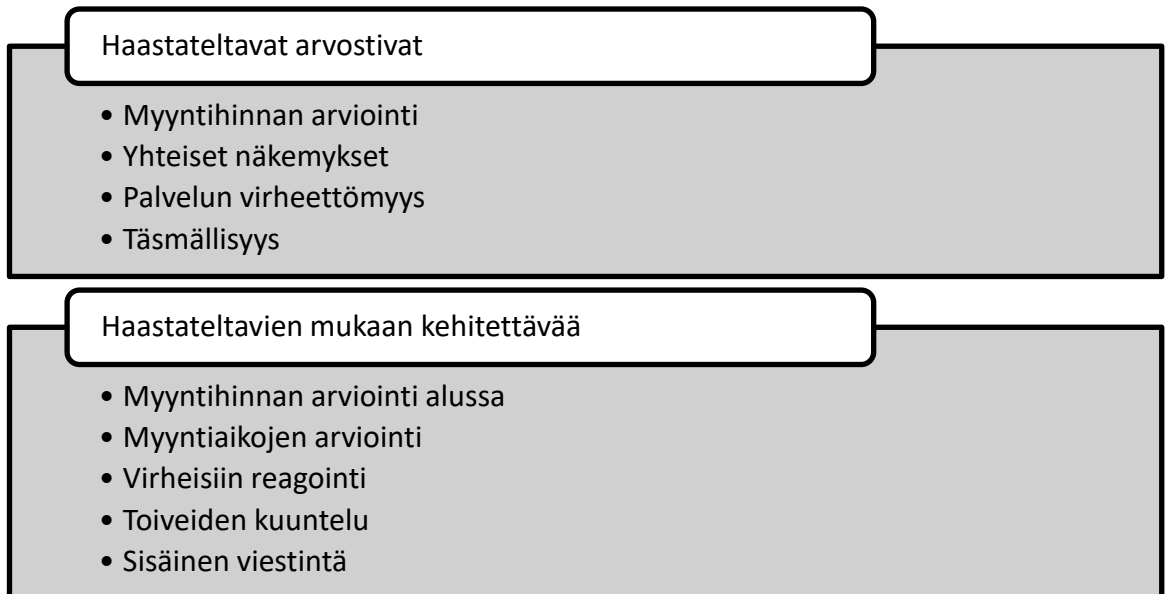 Haastateltavat arvostivat
• Myyntihinnan arviointi
• Yhteiset näkemykset
• Palvelun virheettömyys
• Täsmällisyys
Haastateltavien mukaan kehitettävää
• Myyntihinnan arviointi alussa
• Myyntiaikojen arviointi
• Virheisiin reagointi
• Toiveiden kuuntelu
• Sisäinen viestintä